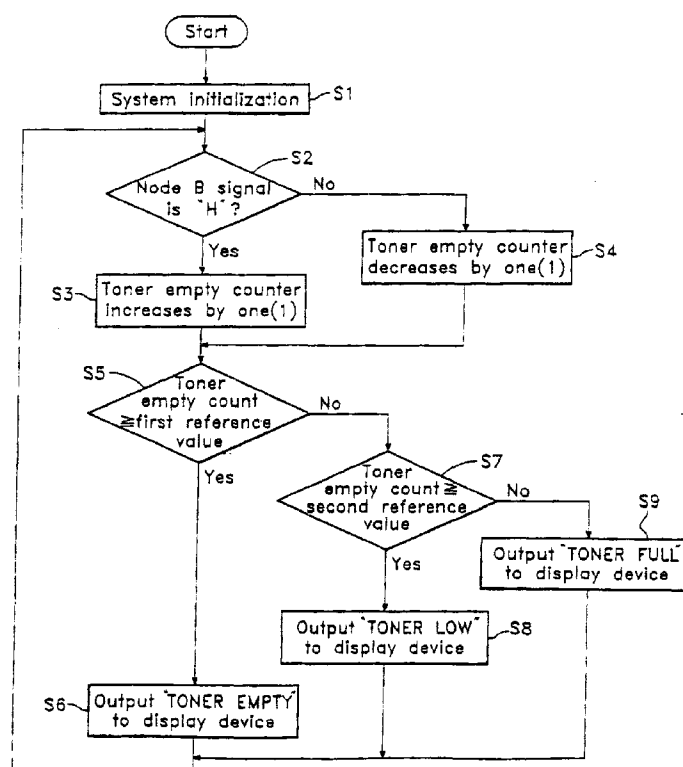 Start
System initialization
S1
S2
Node B signal
is "H"?
No
Yes
Toner empty counter
decreases by one(1)
S4
S3
Toner empty counter
increases by one(1)
S5
Toner
empty count
≧first reference
value
No
Yes
S7
Toner
empty count≧
second reference
value
No
Yes
S9
Output "TONER FULL"
to display device
Output "TONER LOW"
to display device
S8
S6
Output "TONER EMPTY"
to display device